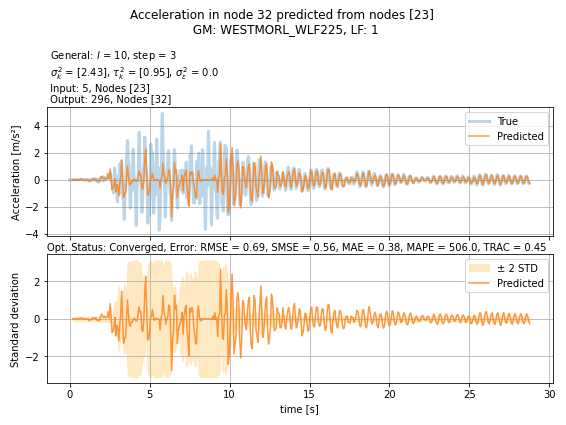 Acceleration in node 32 predicted from nodes [23]
GM: WESTMORL_WLF225, LF: 1
General: l = 10, step = 3
σ²ₖ = [2.43], τ²ₖ = [0.95], σ²ε = 0.0
Input: 5, Nodes [23]
Output: 296, Nodes [32]
Acceleration [m/s²]
4
2
0
−2
−4
True
Predicted
Opt. Status: Converged, Error: RMSE = 0.69, SMSE = 0.56, MAE = 0.38, MAPE = 506.0, TRAC = 0.45
Standard deviation
2
0
−2
± 2 STD
Predicted
0 5 10 15 20 25 30
time [s]